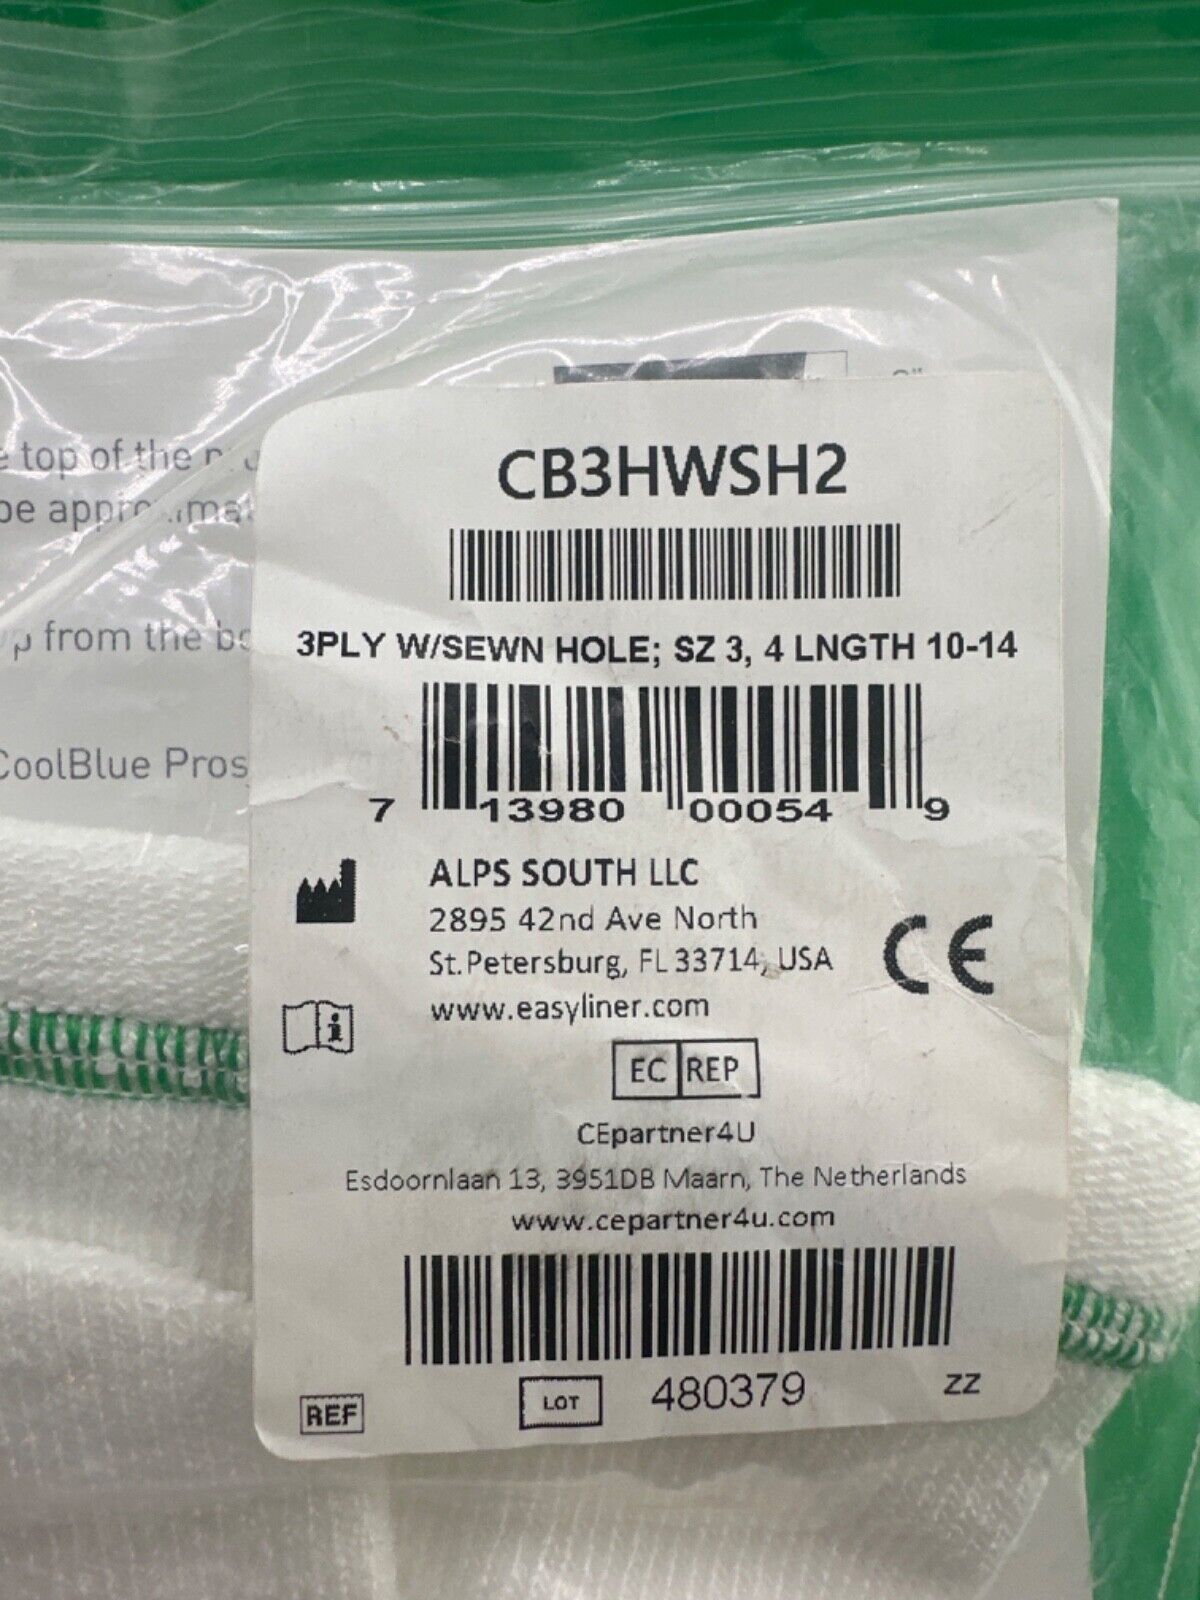 top of the
be
from the
CoolBlue
CB3HWSH2
3PLY W/SEWN HOLE; SZ 3, 4 LNGTH 10-14
7 13980 00054 9
ALPS SOUTH LLC
2895 42nd Ave North
St. Petersburg, FL 33714, USA
www.easyliner.com
CE
EC REP
CEpartner4U
Esdoornlaan 13, 3951DB Maarn, The Netherlands
www.cepartner4u.com
REF LOT 480379 ZZ